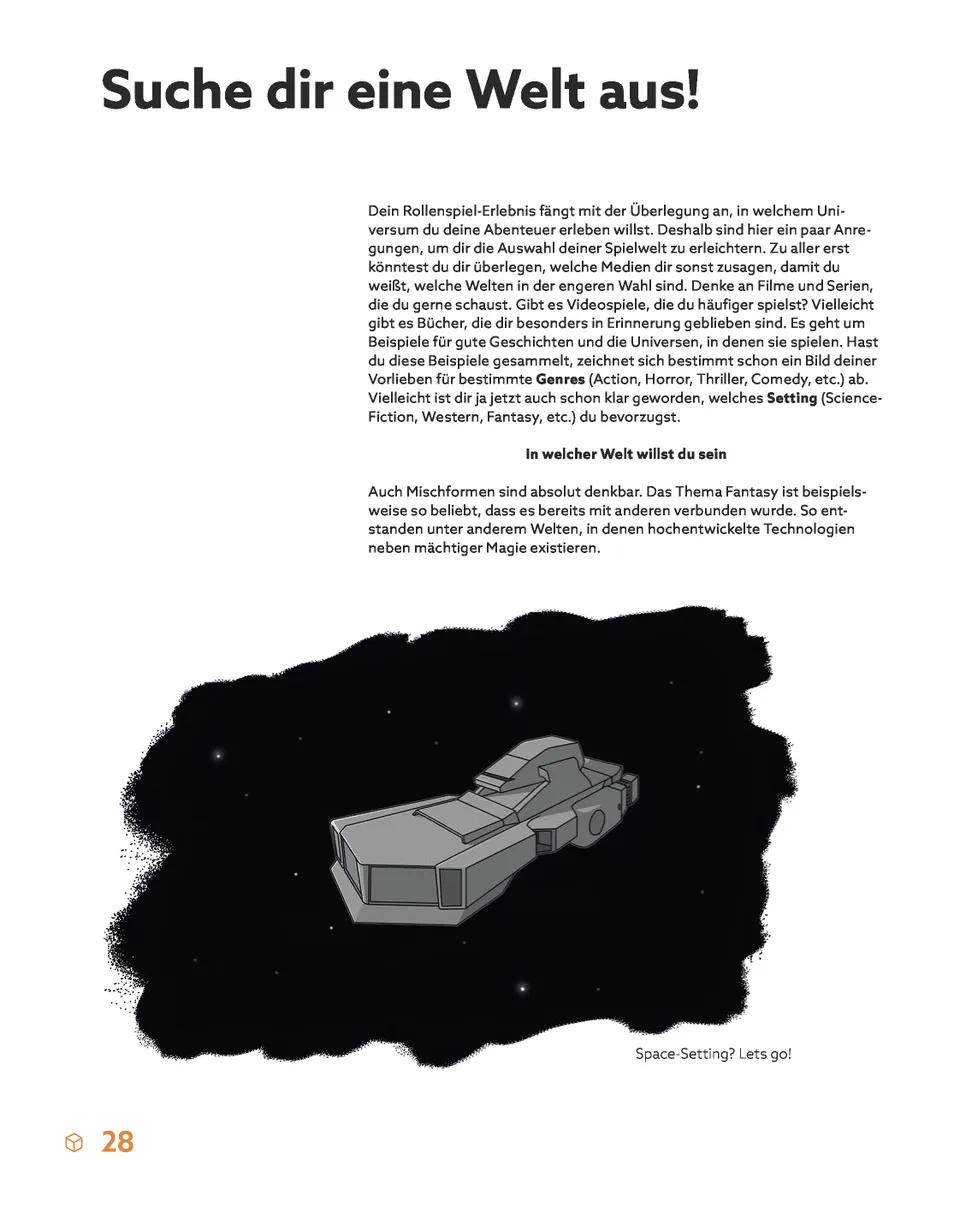 Suche dir eine Welt aus!
Dein Rollenspiel-Erlebnis fängt mit der Überlegung an, in welchem Uni-
versum du deine Abenteuer erleben willst. Deshalb sind hier ein paar Anre-
gungen, um dir die Auswahl deiner Spielwelt zu erleichtern. Zu aller erst
könntest du dir überlegen, welche Medien dir sonst zusagen, damit du
weißt, welche Welten in der engeren Wahl sind. Denke an Filme und Serien,
die du gerne schaust. Gibt es Videospiele, die du häufiger spielst? Vielleicht
gibt es Bücher, die dir besonders in Erinnerung geblieben sind. Es geht um
Beispiele für gute Geschichten und die Universen, in denen sie spielen. Hast
du diese Beispiele gesammelt, zeichnet sich bestimmt schon ein Bild deiner
Vorlieben für bestimmte Genres (Action, Horror, Thriller, Comedy, etc.) ab.
Vielleicht ist dir ja jetzt auch schon klar geworden, welches Setting (Science-
Fiction, Western, Fantasy, etc.) du bevorzugst.
In welcher Welt willst du sein
Auch Mischformen sind absolut denkbar. Das Thema Fantasy ist beispiels-
weise so beliebt, dass es bereits mit anderen verbunden wurde. So ent-
standen unter anderem Welten, in denen hochentwickelte Technologien
neben mächtiger Magie existieren.
Space-Setting? Lets go!
28